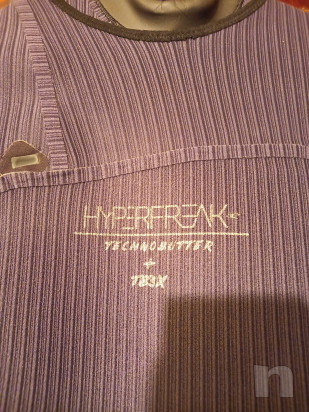 HYPERFREAK
TECHNOBUTTER
+
TB3X
n